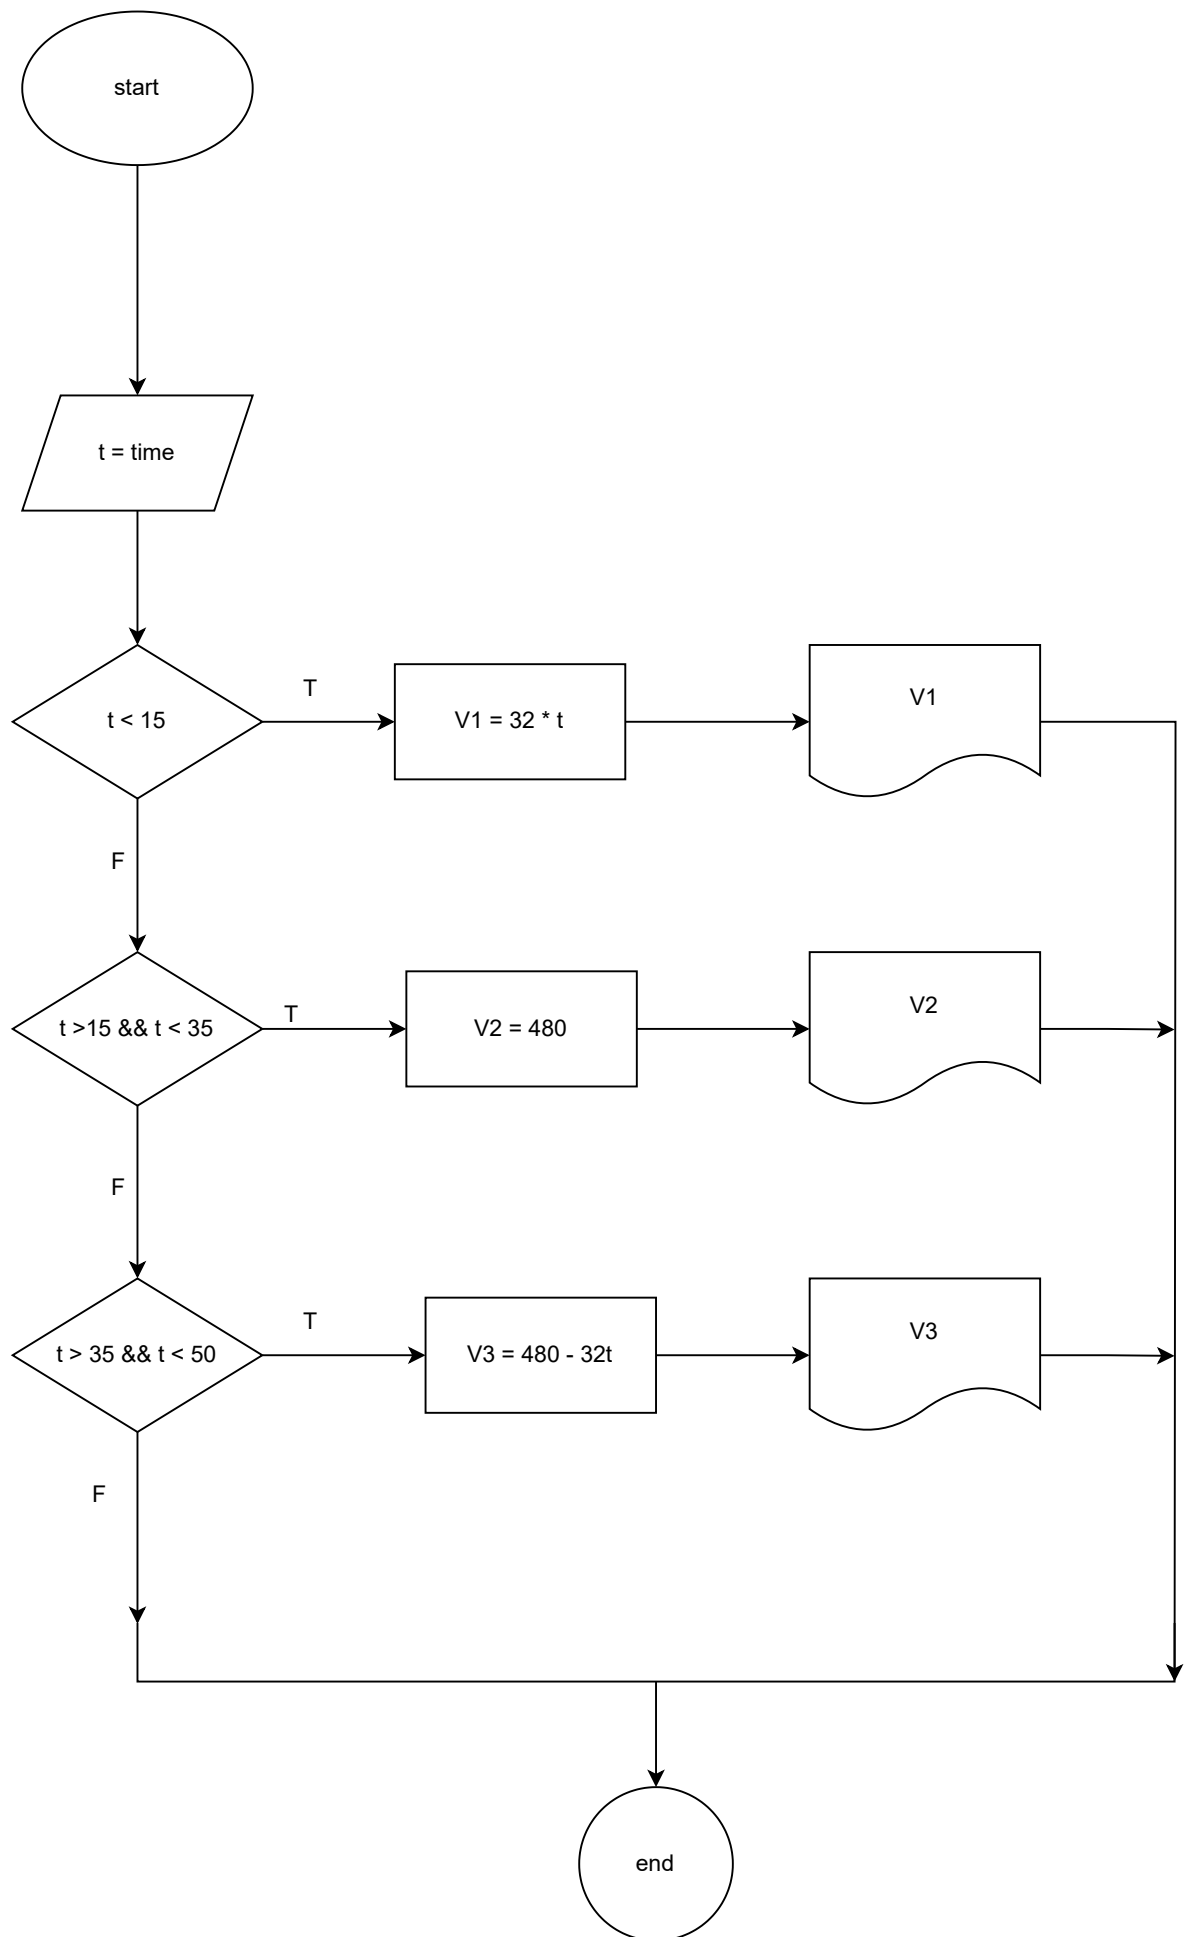 start
t = time
t < 15
T
V1 = 32 * t
V1
F
t >15 && t < 35
T
V2 = 480
V2
F
t > 35 && t < 50
T
V3 = 480 - 32t
V3
F
end